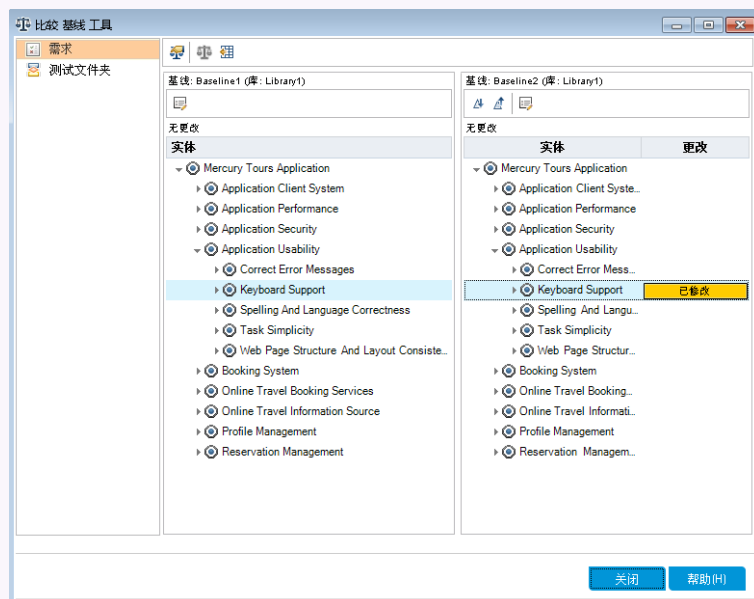 比较 基线 工具
需求
测试文件夹
基线: Baseline1 (库: Library1)
无更改
实体
Mercury Tours Application
Application Client System
Application Performance
Application Security
Application Usability
Correct Error Messages
Keyboard Support
Spelling And Language Correctness
Task Simplicity
Web Page Structure And Layout Consiste...
Booking System
Online Travel Booking Services
Online Travel Information Source
Profile Management
Reservation Management
基线: Baseline2 (库: Library1)
无更改
实体 更改
Mercury Tours Application
Application Client Syste...
Application Performance
Application Security
Application Usability
Correct Error Mess...
Keyboard Support 已修改
Spelling And Langu...
Task Simplicity
Web Page Structur...
Booking System
Online Travel Booking...
Online Travel Informati...
Profile Management
Reservation Managem...
关闭 帮助(H)